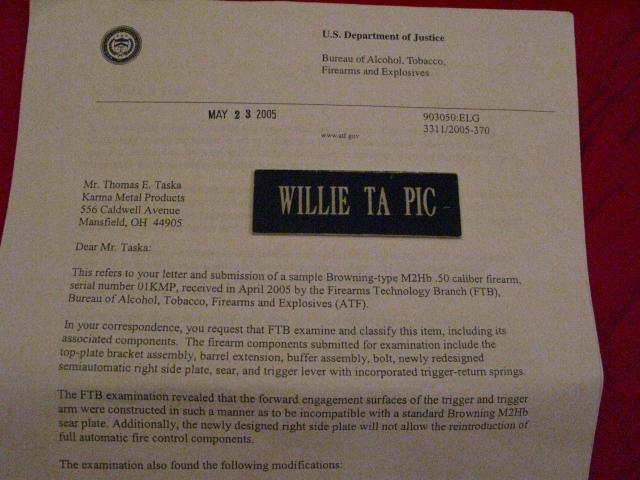 U.S. Department of Justice
Bureau of Alcohol, Tobacco,
Firearms and Explosives
MAY 23 2005
903050:ELG
3311/2005-370
www.atf.gov
Mr. Thomas E. Taska
Karma Metal Products
556 Caldwell Avenue
Mansfield, OH 44905
WILLIE TA PIC
Dear Mr. Taska:
This refers to your letter and submission of a sample Browning-type M2Hb .50 caliber firearm,
serial number 01KMP, received in April 2005 by the Firearms Technology Branch (FTB),
Bureau of Alcohol, Tobacco, Firearms and Explosives (ATF).
In your correspondence, you request that FTB examine and classify this item, including its
associated components. The firearm components submitted for examination include the
top-plate bracket assembly, barrel extension, buffer assembly, bolt, newly redesigned
semiautomatic right side plate, sear, and trigger lever with incorporated trigger-return springs.
The FTB examination revealed that the forward engagement surfaces of the trigger and trigger
arm were constructed in such a manner as to be incompatible with a standard Browning M2Hb
sear plate. Additionally, the newly designed right side plate will not allow the reintroduction of
full automatic fire control components.
The examination also found the following modifications: